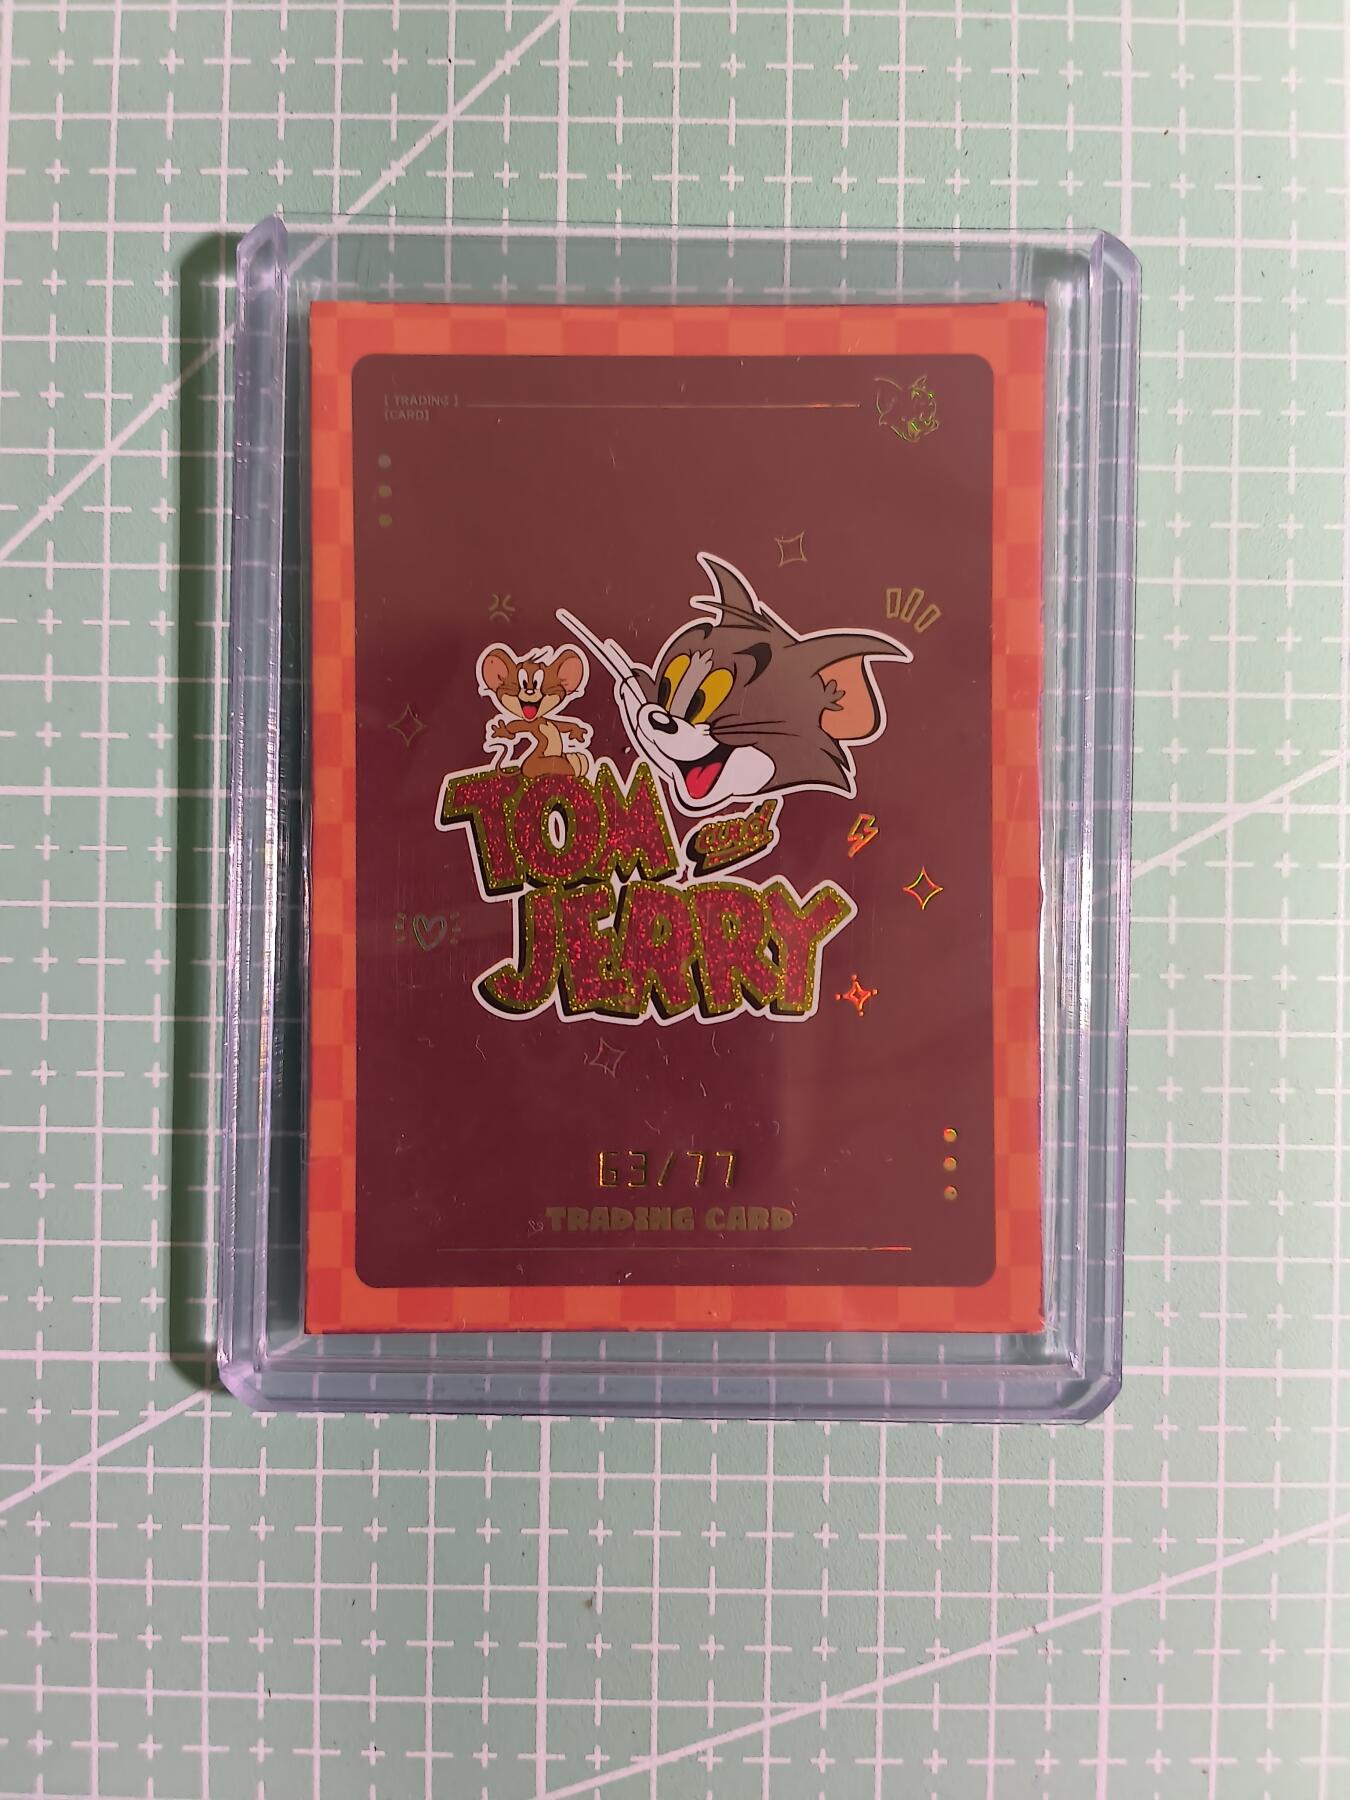 [ TRADING ]
[CARD]
TOM
and
JERRY
63/77
TRADING CARD